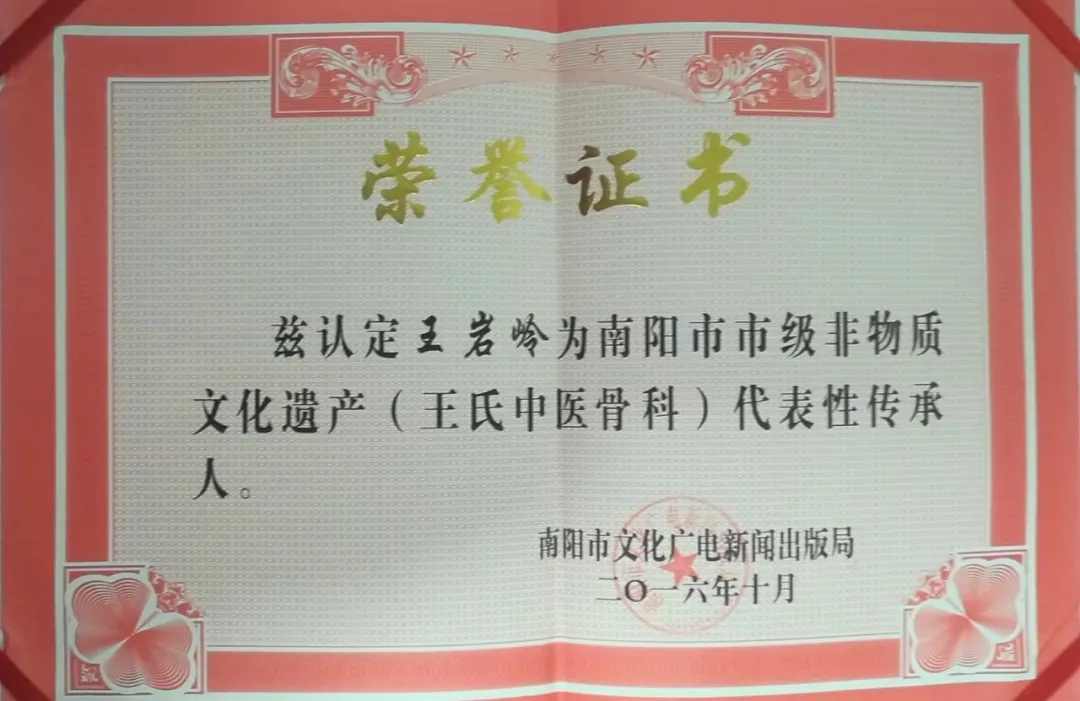 荣誉证书
兹认定王岩岭为南阳市市级非物质
文化遗产（王氏中医骨科）代表性传承
人。
南阳市文化广电新闻出版局
二〇一六年十月